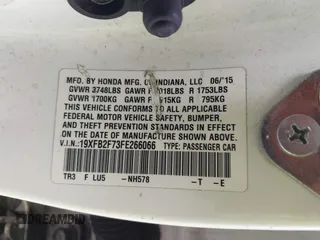 MFD. BY HONDA MFG. OF INDIANA, LLC 06/15
GVWR 3748LBS GAWR F 2018LBS R 1753LBS
GVWR 1700KG GAWR F 915KG R 795KG
THIS VEHICLE CONFORMS TO ALL APPLICABLE
FEDERAL MOTOR VEHICLE SAFETY, BUMPER,
AND THEFT PREVENTION STANDARDS IN EFFECT
ON THE DATE OF MANUFACTURE SHOWN ABOVE.
V.I.N.: 19XFB2F73FE266066 TYPE: PASSENGER CAR
TR3 F LU5 -NH578 -T -E
DREAMBID